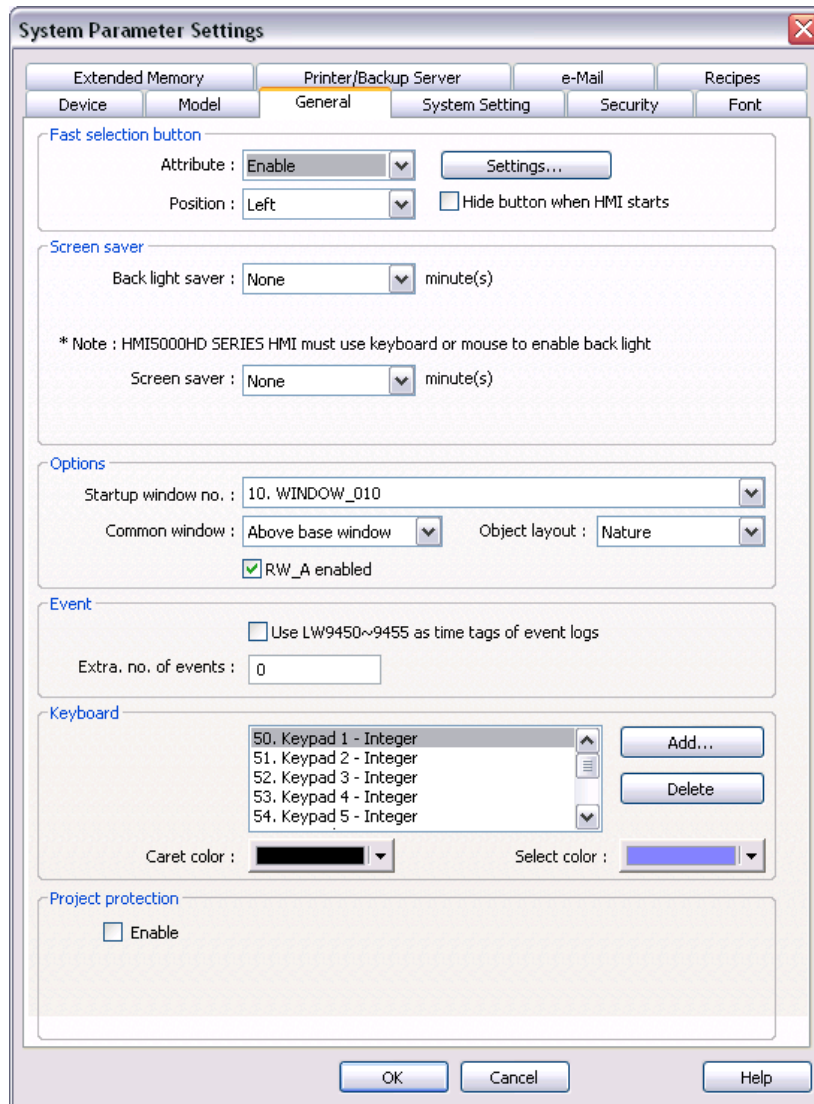 System Parameter Settings
Extended Memory Printer/Backup Server e-Mail Recipes
Device Model General System Setting Security Font
Fast selection button
Attribute : Enable Settings...
Position : Left Hide button when HMI starts
Screen saver
Back light saver : None minute(s)
* Note : HMI5000HD SERIES HMI must use keyboard or mouse to enable back light
Screen saver : None minute(s)
Options
Startup window no. : 10. WINDOW_010
Common window : Above base window Object layout : Nature
RW_A enabled
Event
Use LW9450~9455 as time tags of event logs
Extra. no. of events : 0
Keyboard
50. Keypad 1 - Integer Add...
51. Keypad 2 - Integer
52. Keypad 3 - Integer
53. Keypad 4 - Integer Delete
54. Keypad 5 - Integer
Caret color : Select color :
Project protection
Enable
OK Cancel Help